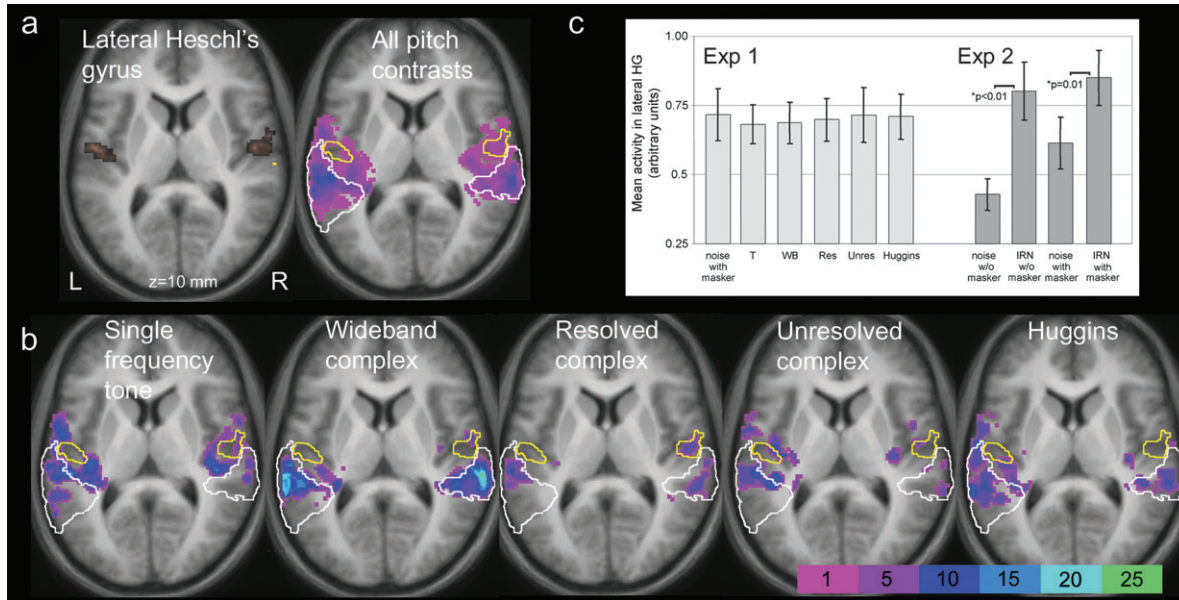 a
Lateral Heschl's
gyrus
All pitch
contrasts
L
z=10 mm
R
c
Mean activity in lateral HG
(arbitrary units)
1.00
0.75
0.5
0.25
Exp 1
Exp 2
*p<0.01
*p=0.01
noise with masker
T
WB
Res
Unres
Huggins
noise w/o masker
IRN w/o masker
noise with masker
IRN with masker
b
Single
frequency
tone
Wideband
complex
Resolved
complex
Unresolved
complex
Huggins
1 5 10 15 20 25